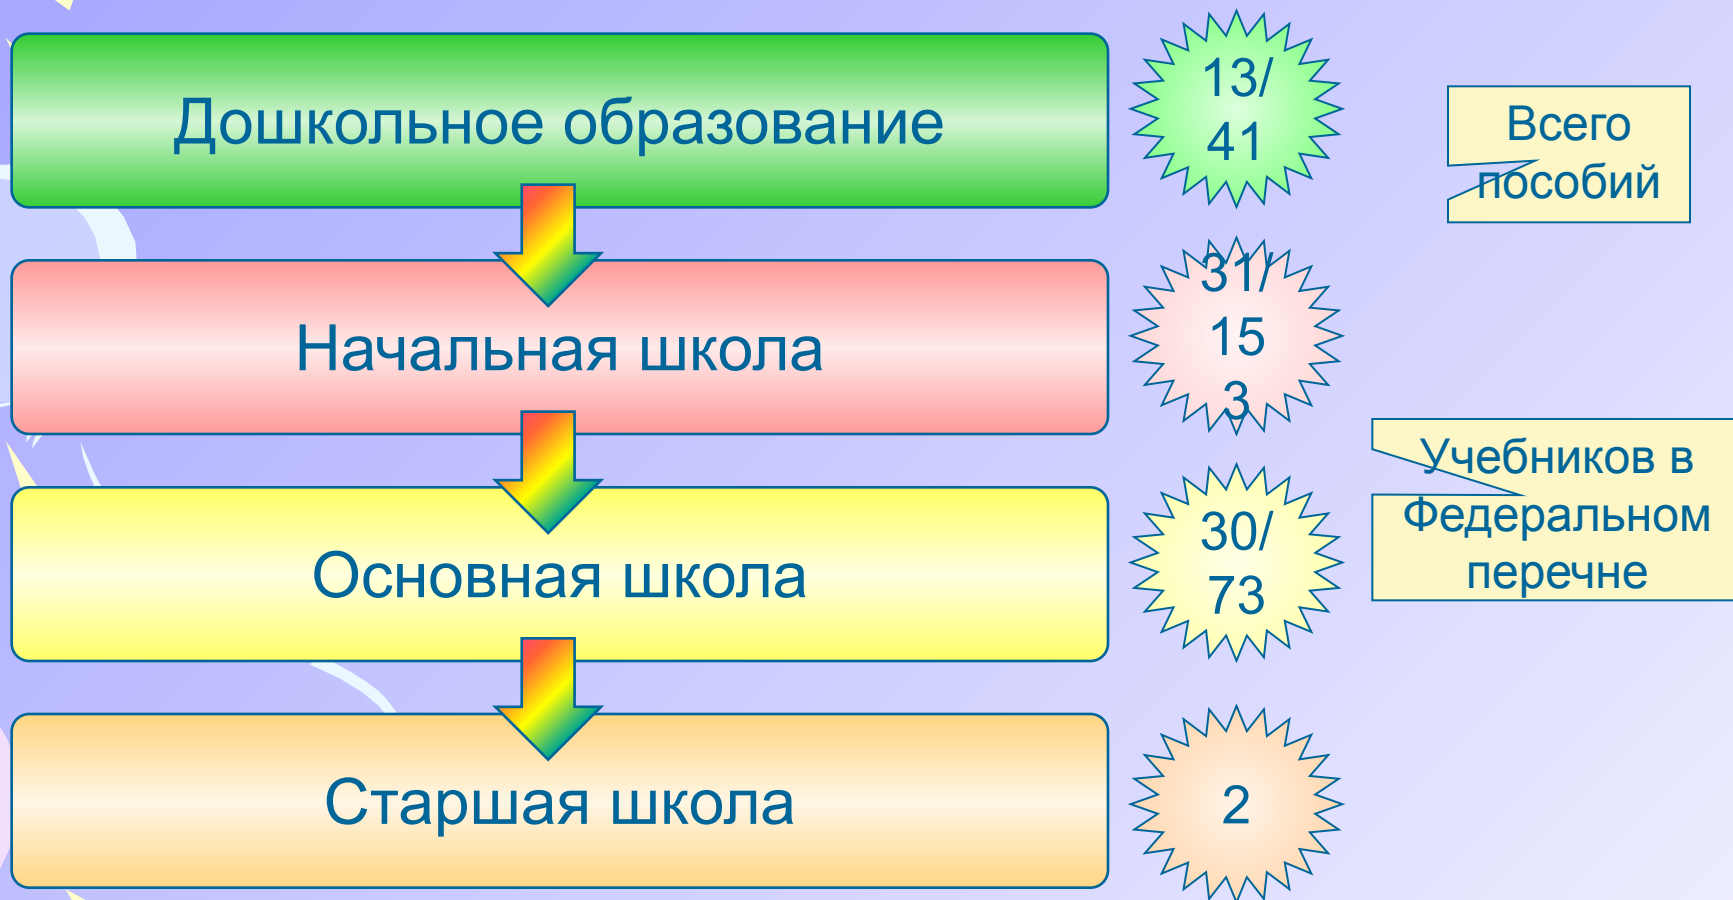 Дошкольное образование
13/
41
Всего
пособий
Начальная школа
31/
15
3
Учебников в
Федеральном
перечне
Основная школа
30/
73
Старшая школа
2